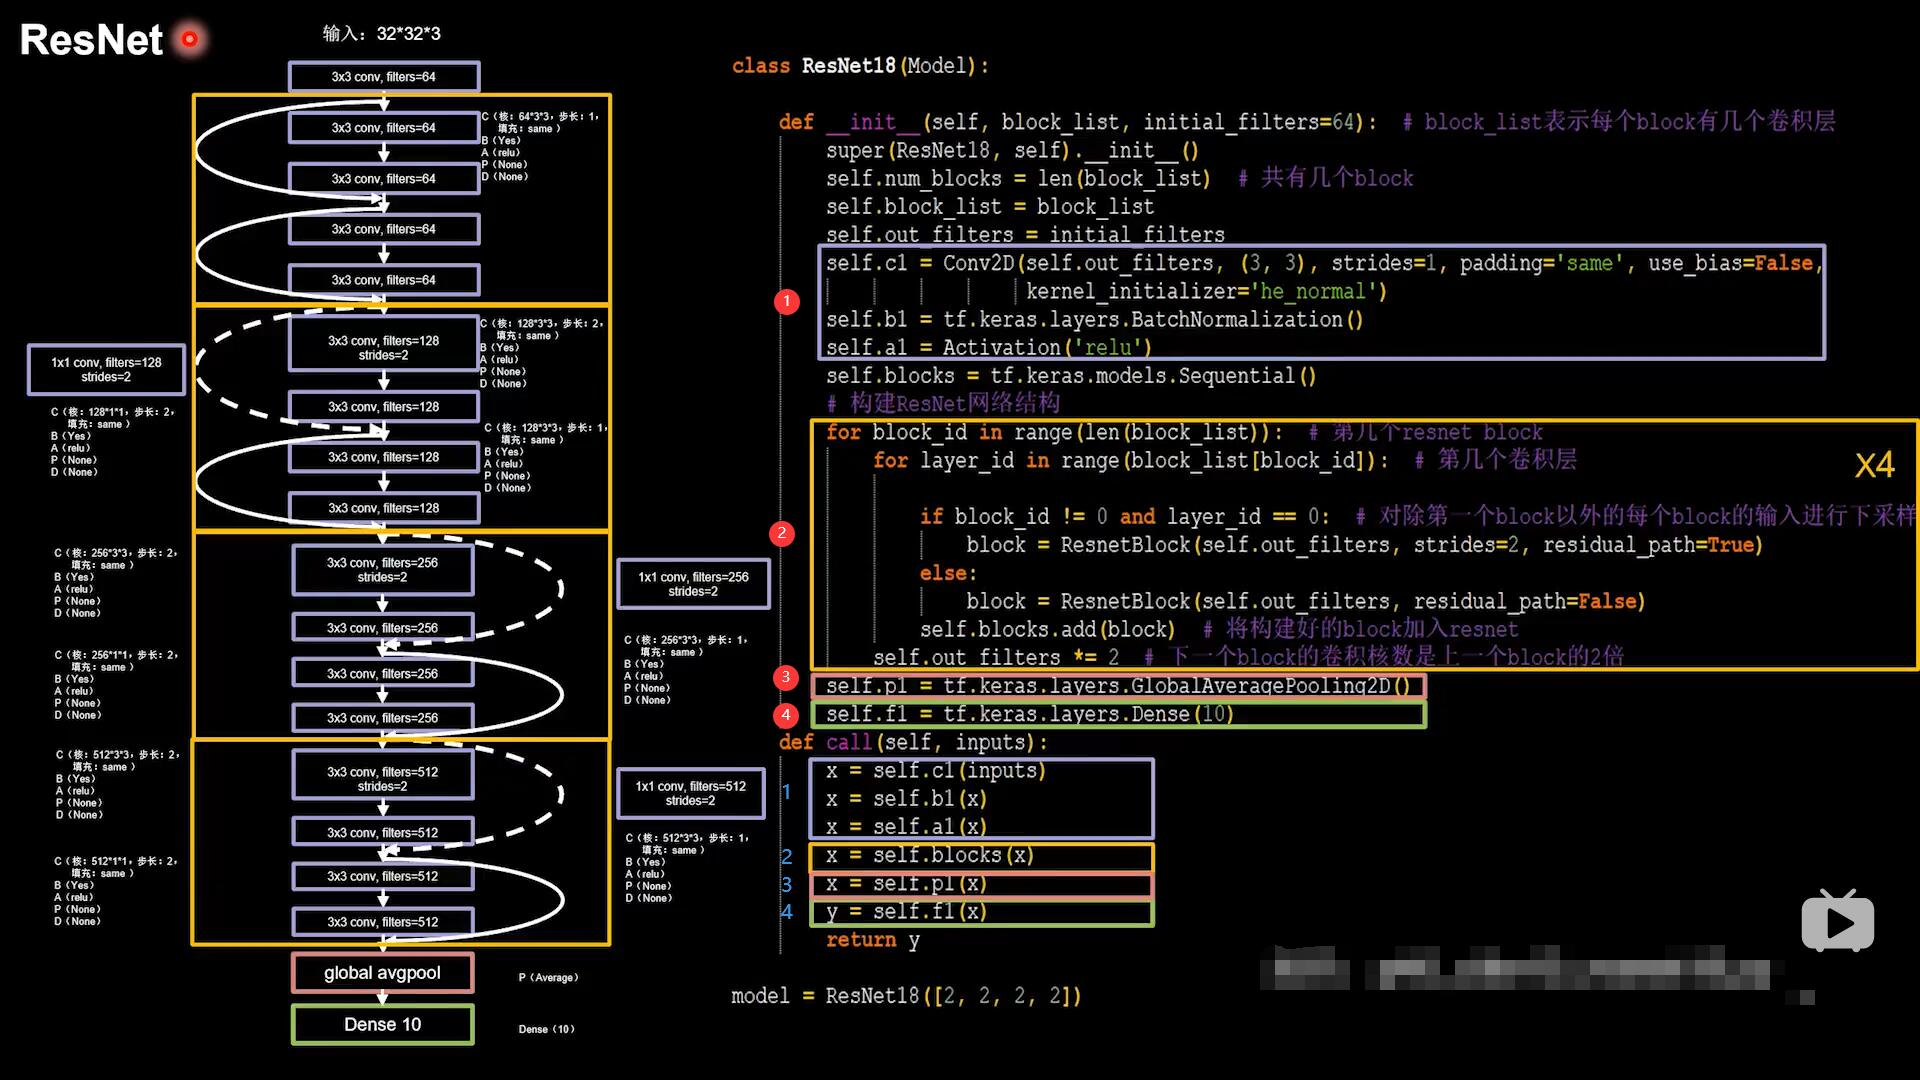 ResNet
输入：32*32*3
3x3 conv, filters=64
3x3 conv, filters=64
C（核：64*3*3，步长：1，
填充：same ）
B（Yes）
A（relu）
P（None）
D（None）
3x3 conv, filters=64
3x3 conv, filters=64
3x3 conv, filters=64
3x3 conv, filters=128
strides=2
C（核：128*3*3，步长：2，
填充：same ）
B（Yes）
A（relu）
P（None）
D（None）
1x1 conv, filters=128
strides=2
C（核：128*1*1，步长：2，
填充：same ）
B（Yes）
A（relu）
P（None）
D（None）
3x3 conv, filters=128
C（核：128*3*3，步长：1，
填充：same ）
B（Yes）
A（relu）
P（None）
D（None）
3x3 conv, filters=128
3x3 conv, filters=128
C（核：256*3*3，步长：2，
填充：same ）
B（Yes）
A（relu）
P（None）
D（None）
3x3 conv, filters=256
strides=2
1x1 conv, filters=256
strides=2
3x3 conv, filters=256
C（核：256*1*1，步长：2，
填充：same ）
B（Yes）
A（relu）
P（None）
D（None）
C（核：256*3*3，步长：1，
填充：same ）
B（Yes）
A（relu）
P（None）
D（None）
3x3 conv, filters=256
3x3 conv, filters=256
C（核：512*3*3，步长：2，
填充：same ）
B（Yes）
A（relu）
P（None）
D（None）
3x3 conv, filters=512
strides=2
1x1 conv, filters=512
strides=2
3x3 conv, filters=512
C（核：512*1*1，步长：2，
填充：same ）
B（Yes）
A（relu）
P（None）
D（None）
C（核：512*3*3，步长：1，
填充：same ）
B（Yes）
A（relu）
P（None）
D（None）
3x3 conv, filters=512
3x3 conv, filters=512
global avgpool
P（Average）
Dense 10
Dense（10）
class ResNet18(Model):
def __init__(self, block_list, initial_filters=64):  # block_list表示每个block有几个卷积层
super(ResNet18, self).__init__()
self.num_blocks = len(block_list)  # 共有几个block
self.block_list = block_list
self.out_filters = initial_filters
self.c1 = Conv2D(self.out_filters, (3, 3), strides=1, padding='same', use_bias=False,
1
kernel_initializer='he_normal')
self.b1 = tf.keras.layers.BatchNormalization()
self.a1 = Activation('relu')
self.blocks = tf.keras.models.Sequential()
# 构建ResNet网络结构
for block_id in range(len(block_list)):  # 第几个resnet block
for layer_id in range(block_list[block_id]):  # 第几个卷积层
X4
if block_id != 0 and layer_id == 0:  # 对除第一个block以外的每个block的输入进行下采样
2
block = ResnetBlock(self.out_filters, strides=2, residual_path=True)
else:
block = ResnetBlock(self.out_filters, residual_path=False)
self.blocks.add(block)  # 将构建好的block加入resnet
self.out_filters *= 2  # 下一个block的卷积核数是上一个block的2倍
3
self.p1 = tf.keras.layers.GlobalAveragePooling2D()
4
self.f1 = tf.keras.layers.Dense(10)
def call(self, inputs):
x = self.c1(inputs)
1
x = self.b1(x)
x = self.a1(x)
2
x = self.blocks(x)
3
x = self.p1(x)
4
y = self.f1(x)
return y
model = ResNet18([2, 2, 2, 2])